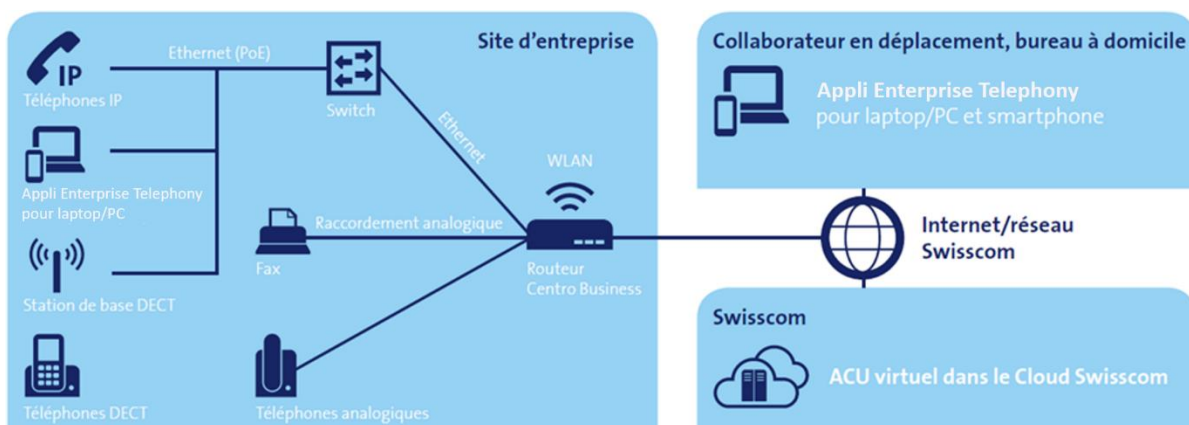 Site d'entreprise
Ethernet (PoE)
IP
Téléphones IP
Switch
Ethernet
WLAN
Appli Enterprise Telephony
pour laptop/PC
Raccordement analogique
Fax
Routeur
Centro Business
Station de base DECT
Téléphones DECT
Téléphones analogiques
Collaborateur en déplacement, bureau à domicile
Appli Enterprise Telephony
pour laptop/PC et smartphone
Internet/réseau
Swisscom
Swisscom
ACU virtuel dans le Cloud Swisscom